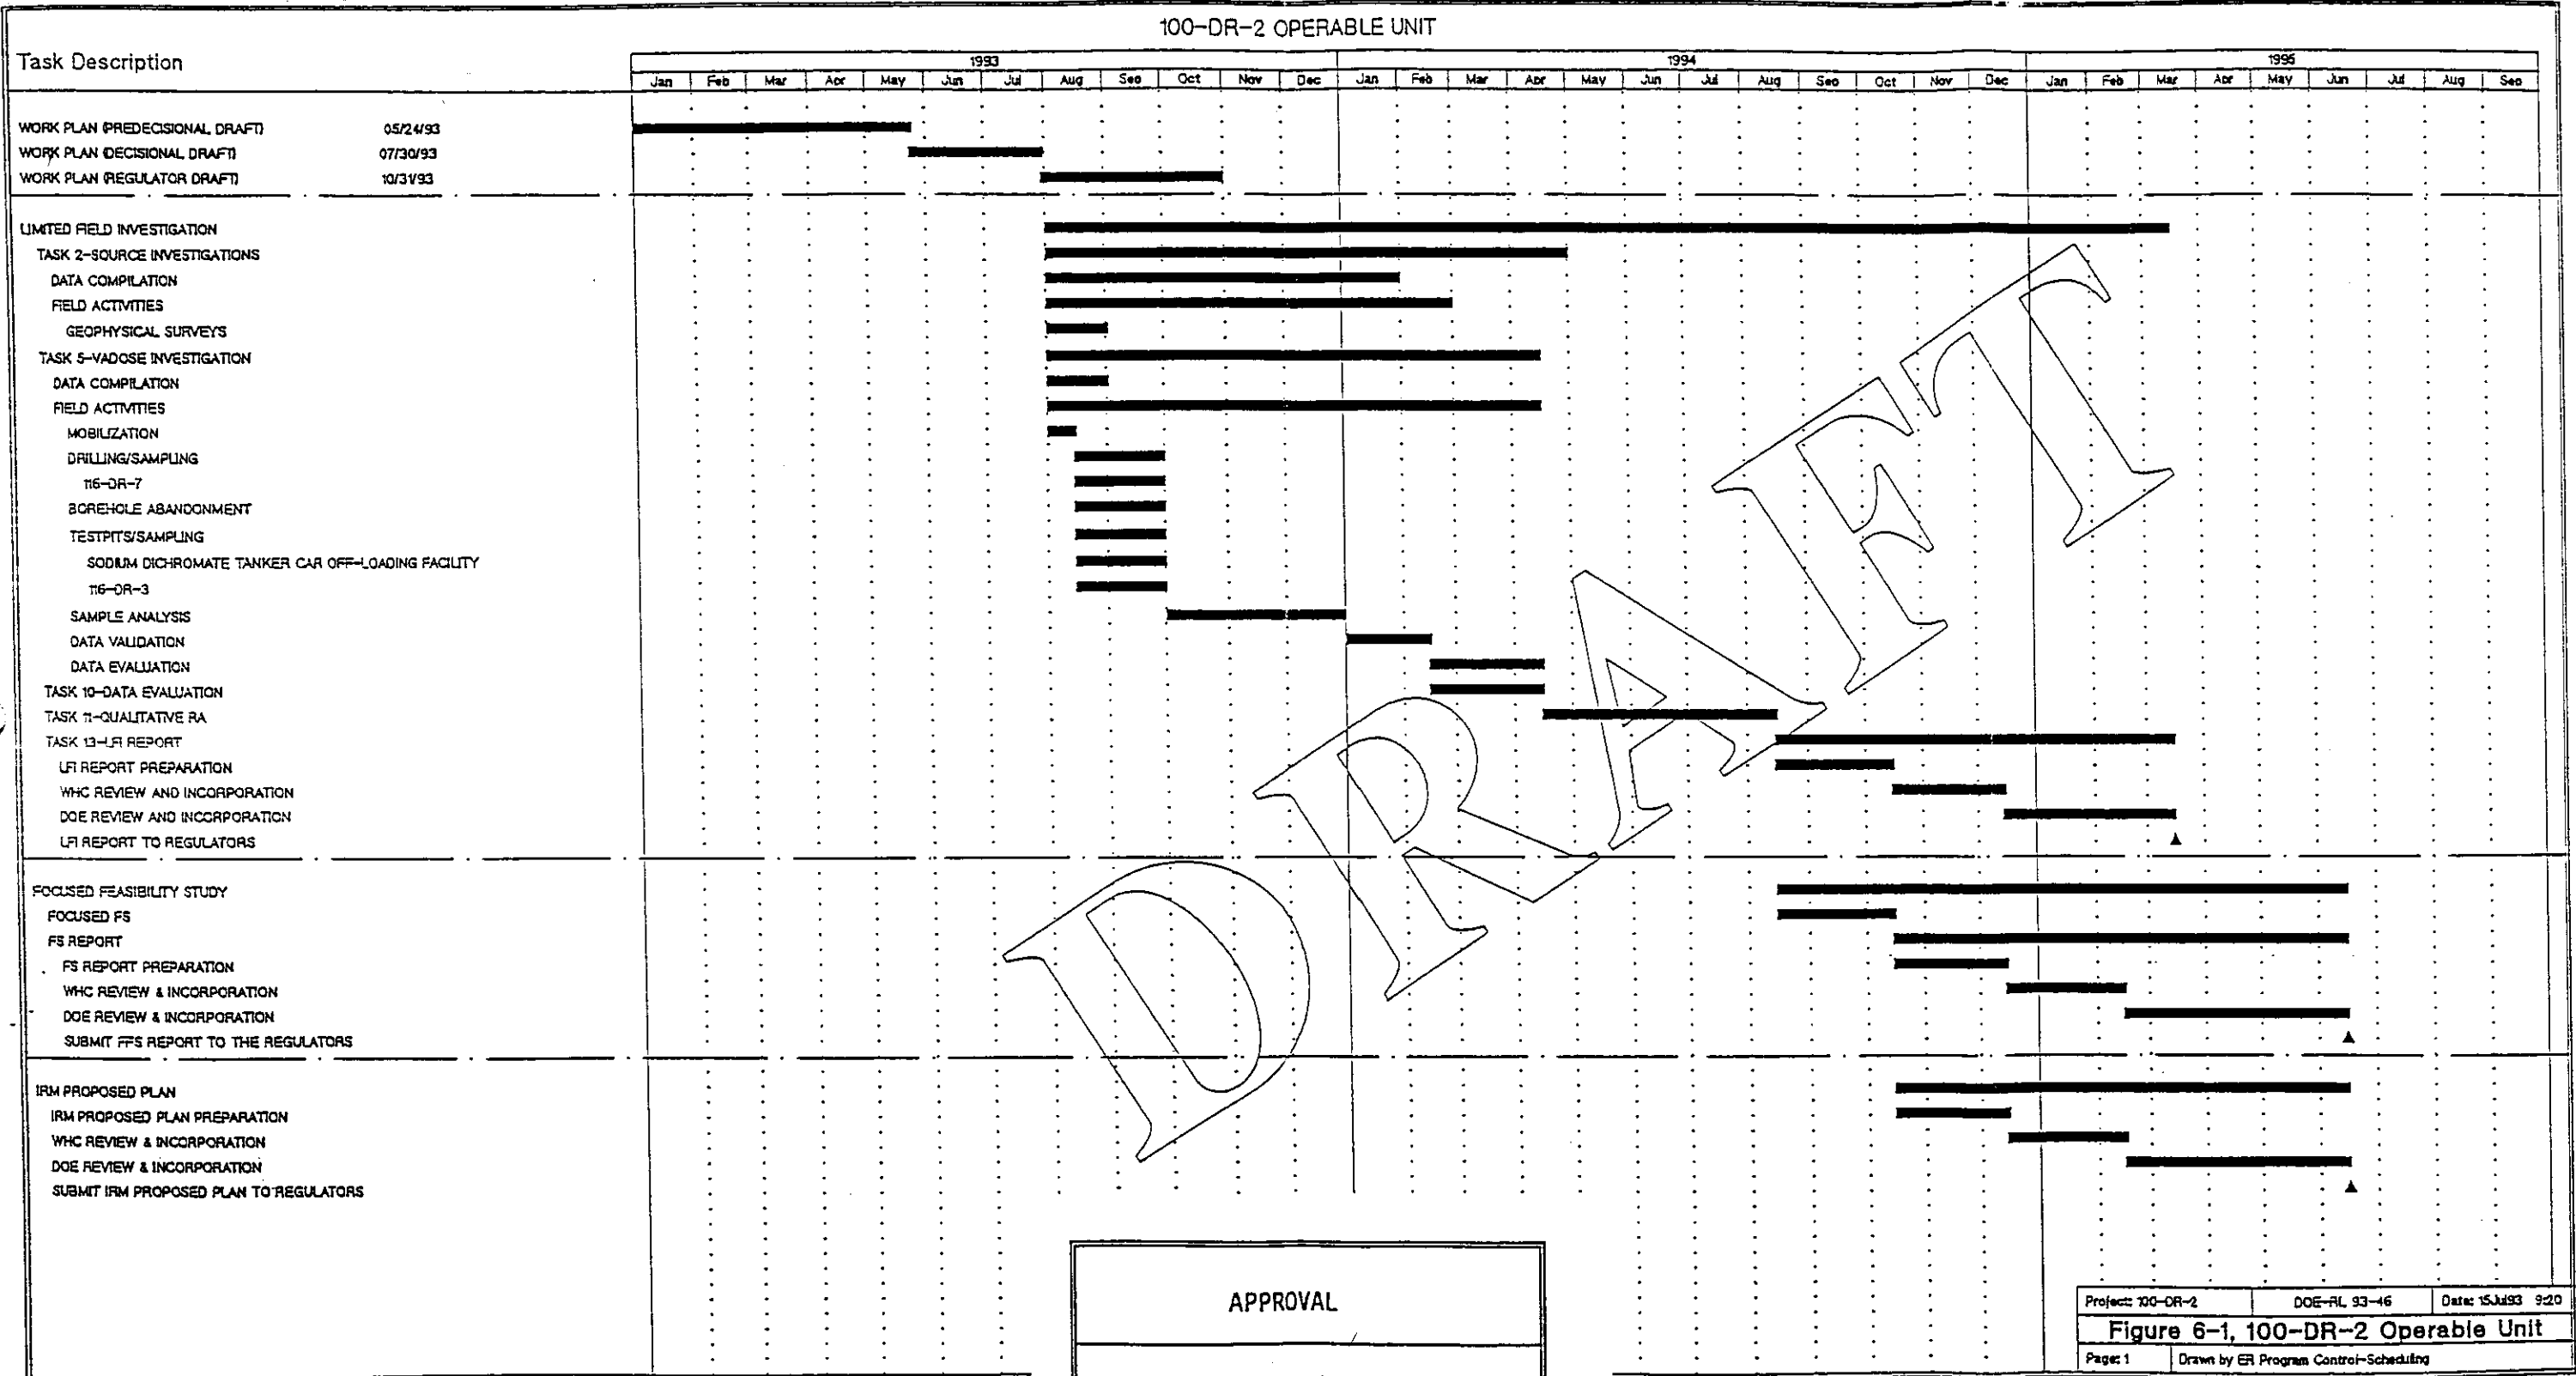 100-DR-2 OPERABLE UNIT
Task Description
1993 1994 1995
Jan Feb Mar Apr May Jun Jul Aug Sep Oct Nov Dec Jan Feb Mar Apr May Jun Jul Aug Sep Oct Nov Dec Jan Feb Mar Apr May Jun Jul Aug Sep
WORK PLAN (PREDECISIONAL DRAFT) 05/24/93
WORK PLAN (DECISIONAL DRAFT) 07/30/93
WORK PLAN (REGULATOR DRAFT) 10/31/93
LIMITED FIELD INVESTIGATION
TASK 2-SOURCE INVESTIGATIONS
DATA COMPILATION
FIELD ACTIVITIES
GEOPHYSICAL SURVEYS
TASK 5-VADOSE INVESTIGATION
DATA COMPILATION
FIELD ACTIVITIES
MOBILIZATION
DRILLING/SAMPLING
116-DR-7
BOREHOLE ABANDONMENT
TESTPITS/SAMPLING
SODIUM DICHROMATE TANKER CAR OFF-LOADING FACILITY
116-DR-3
SAMPLE ANALYSIS
DATA VALIDATION
DATA EVALUATION
TASK 10-DATA EVALUATION
TASK 11-QUALITATIVE RA
TASK 13-LFI REPORT
LFI REPORT PREPARATION
WHC REVIEW AND INCORPORATION
DOE REVIEW AND INCORPORATION
LFI REPORT TO REGULATORS
FOCUSED FEASIBILITY STUDY
FOCUSED FS
FS REPORT
FS REPORT PREPARATION
WHC REVIEW & INCORPORATION
DOE REVIEW & INCORPORATION
SUBMIT FFS REPORT TO THE REGULATORS
IRM PROPOSED PLAN
IRM PROPOSED PLAN PREPARATION
WHC REVIEW & INCORPORATION
DOE REVIEW & INCORPORATION
SUBMIT IRM PROPOSED PLAN TO REGULATORS
DRAFT
APPROVAL
Project: 100-DR-2 DOE-RL 93-46 Date: 15Jul93 9:20
Figure 6-1, 100-DR-2 Operable Unit
Page: 1 Drawn by ER Program Control-Scheduling